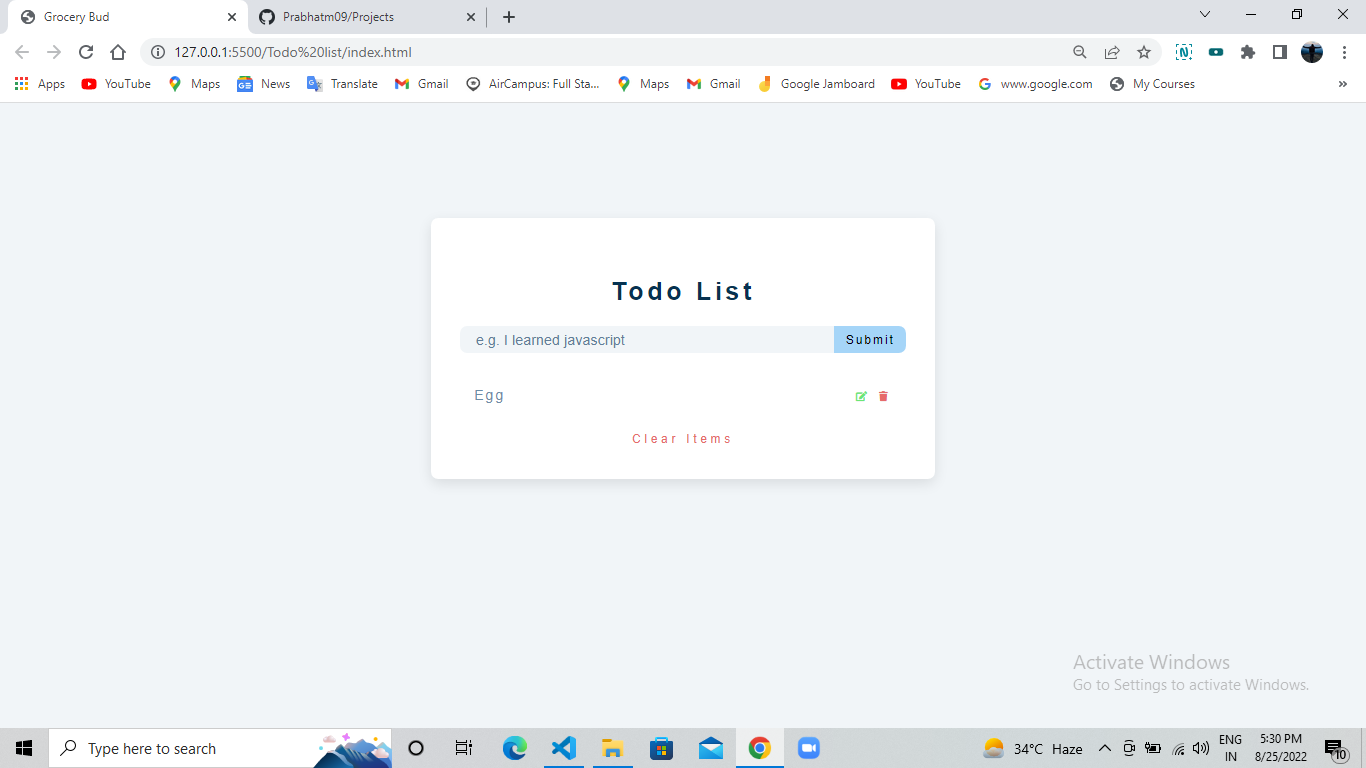 Grocery Bud
Prabhatm09/Projects
127.0.0.1:5500/Todo%20list/index.html
Apps YouTube Maps News Translate Gmail AirCampus: Full Sta... Maps Gmail Google Jamboard YouTube www.google.com My Courses »
Todo List
e.g. I learned javascript Submit
Egg
Clear Items
Activate Windows
Go to Settings to activate Windows.
Type here to search
34°C Haze
ENG
IN
5:30 PM
8/25/2022
10